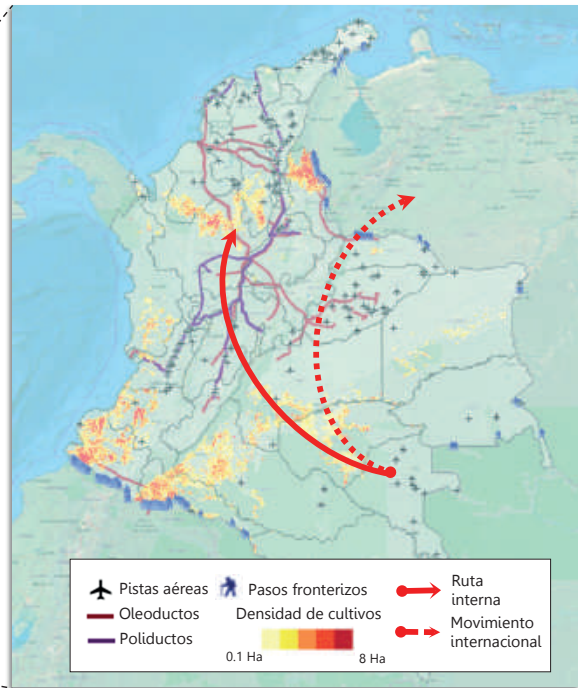 Pistas aéreas
Pasos fronterizos
Ruta
interna
Oleoductos
Densidad de cultivos
Movimiento
internacional
Poliductos
0.1 Ha
8 Ha